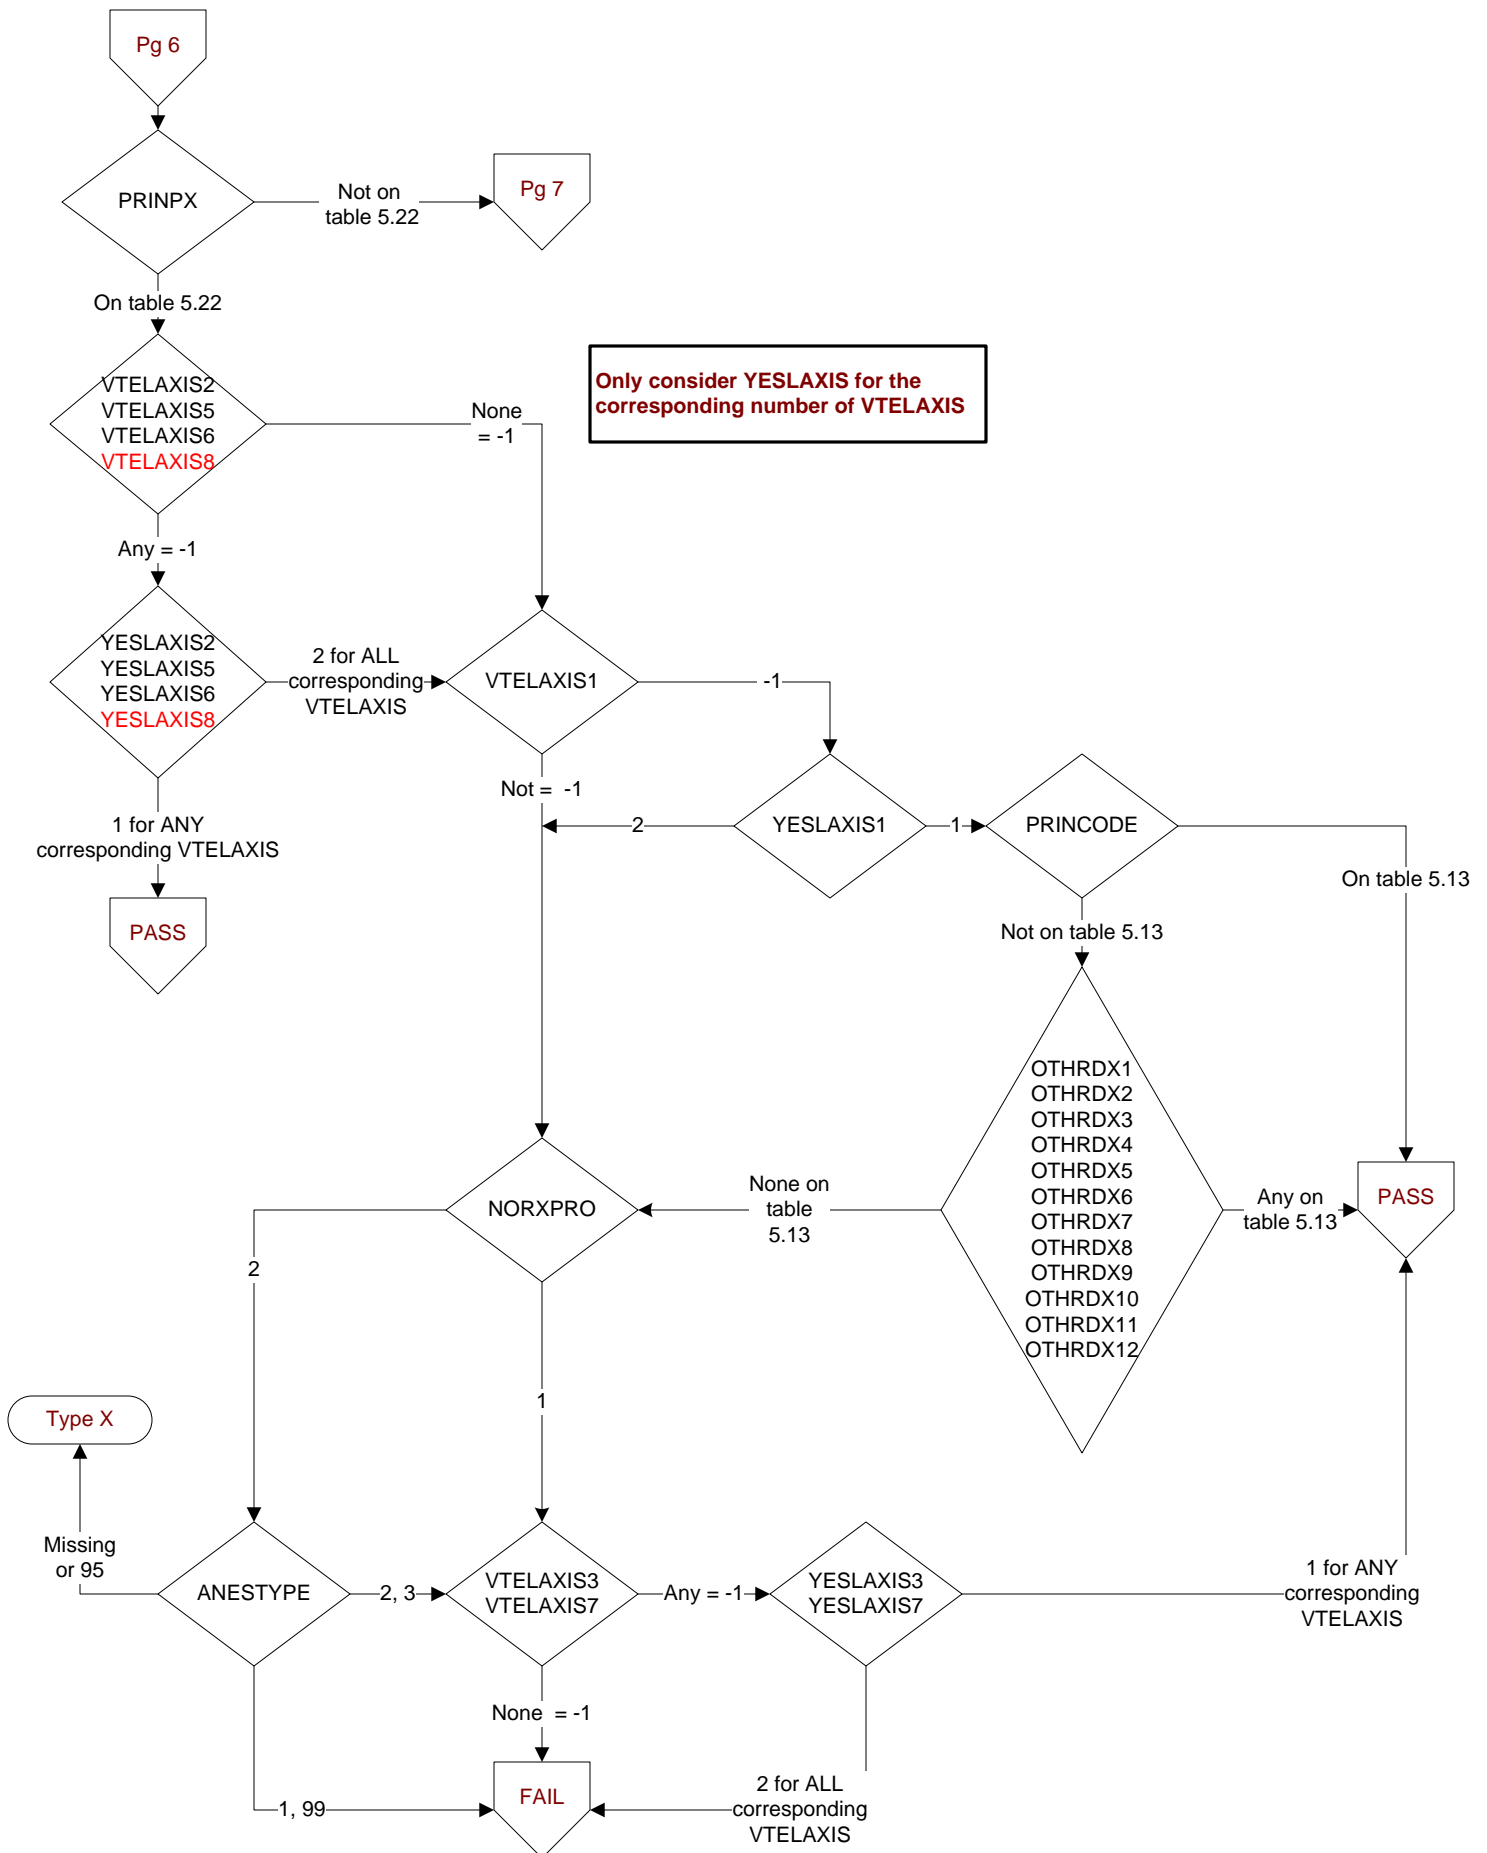 Pg 6
PRINPX
Not on
table 5.22
Pg 7
On table 5.22
VTELAXIS2
VTELAXIS5
VTELAXIS6
VTELAXIS8
None
= -1
Only consider YESLAXIS for the
corresponding number of VTELAXIS
Any = -1
YESLAXIS2
YESLAXIS5
YESLAXIS6
YESLAXIS8
2 for ALL
corresponding
VTELAXIS
VTELAXIS1
-1
Not = -1
1 for ANY
corresponding VTELAXIS
PASS
2
YESLAXIS1
1
PRINCODE
On table 5.13
Not on table 5.13
OTHRDX1
OTHRDX2
OTHRDX3
OTHRDX4
OTHRDX5
OTHRDX6
OTHRDX7
OTHRDX8
OTHRDX9
OTHRDX10
OTHRDX11
OTHRDX12
None on
table
5.13
Any on
table 5.13
PASS
NORXPRO
2
1
Type X
Missing
or 95
ANESTYPE
2, 3
VTELAXIS3
VTELAXIS7
Any = -1
YESLAXIS3
YESLAXIS7
1 for ANY
corresponding
VTELAXIS
None = -1
1, 99
FAIL
2 for ALL
corresponding
VTELAXIS